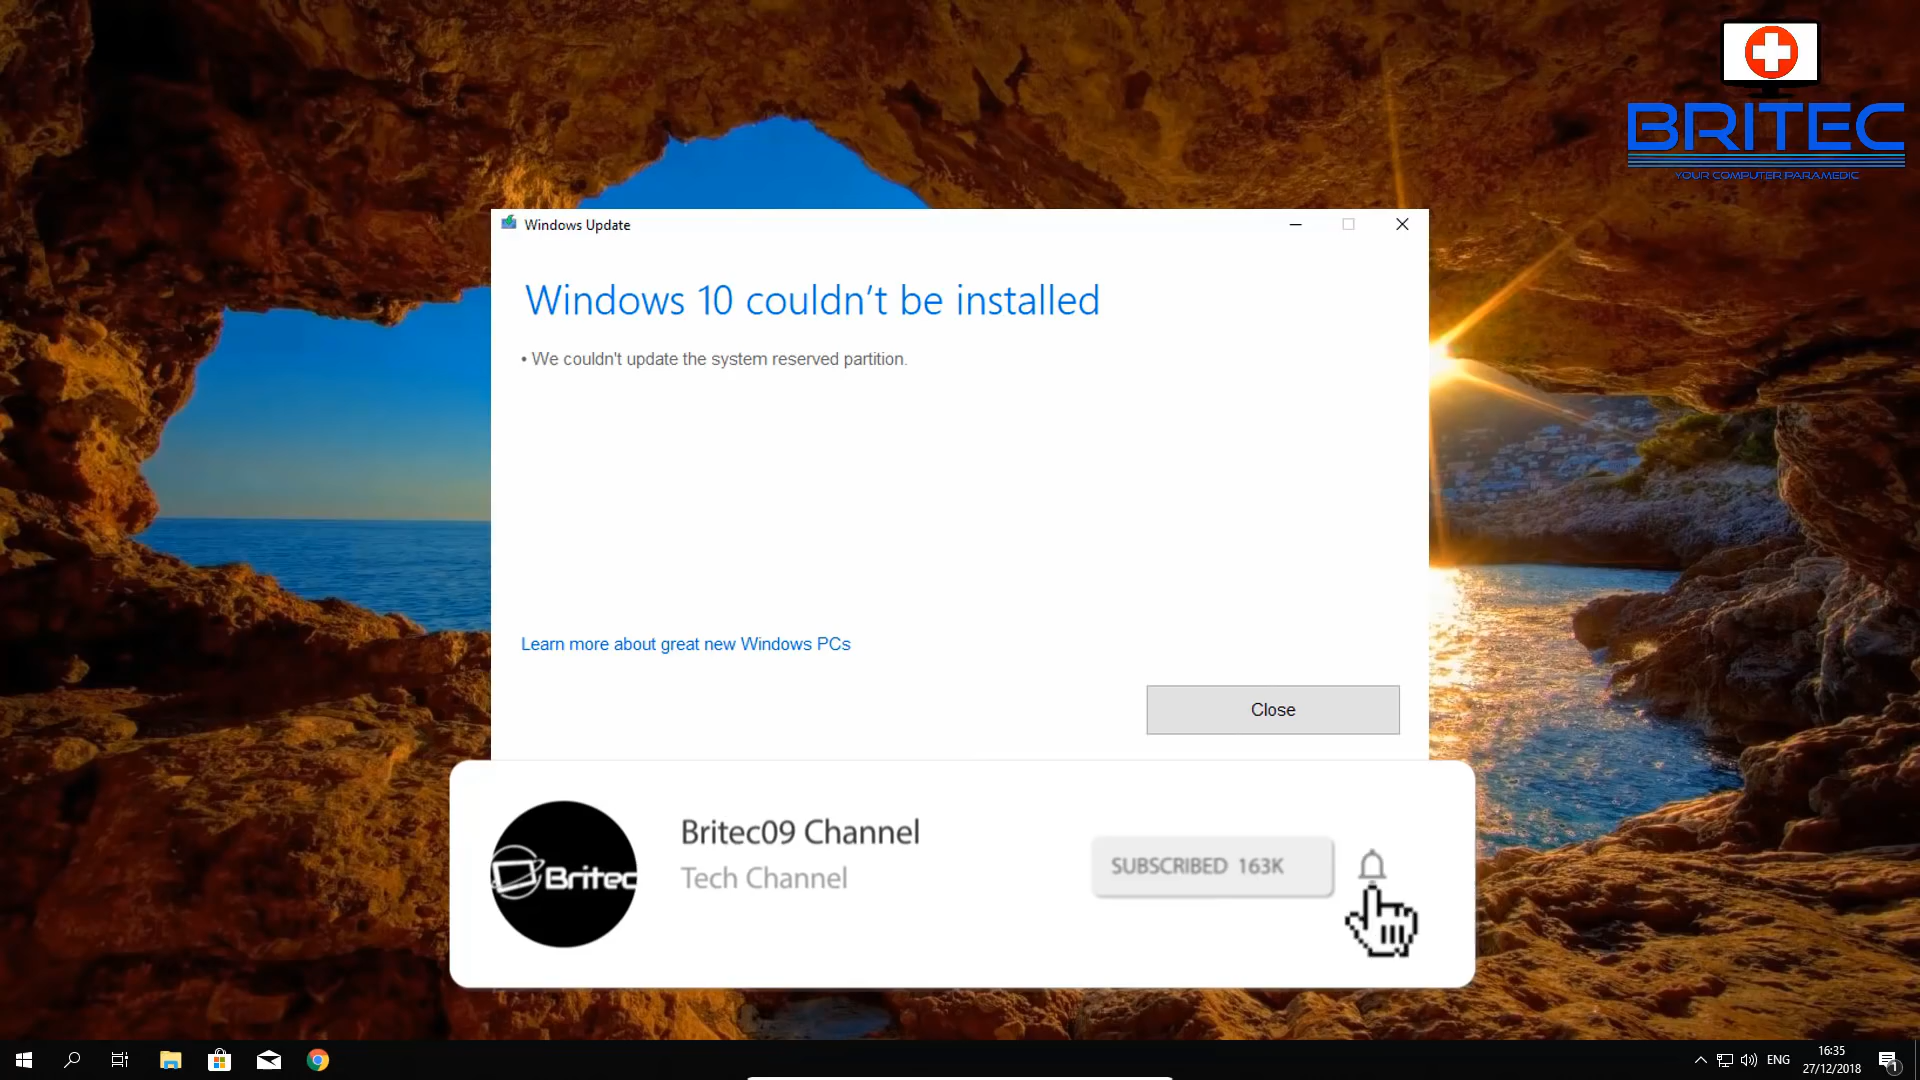 BRITEC
YOUR COMPUTER PARAMEDIC
Windows Update
Windows 10 couldn't be installed
• We couldn't update the system reserved partition.
Learn more about great new Windows PCs
Close
Britec
Britec09 Channel
Tech Channel
SUBSCRIBED 163K
ENG
16:35
27/12/2018
1